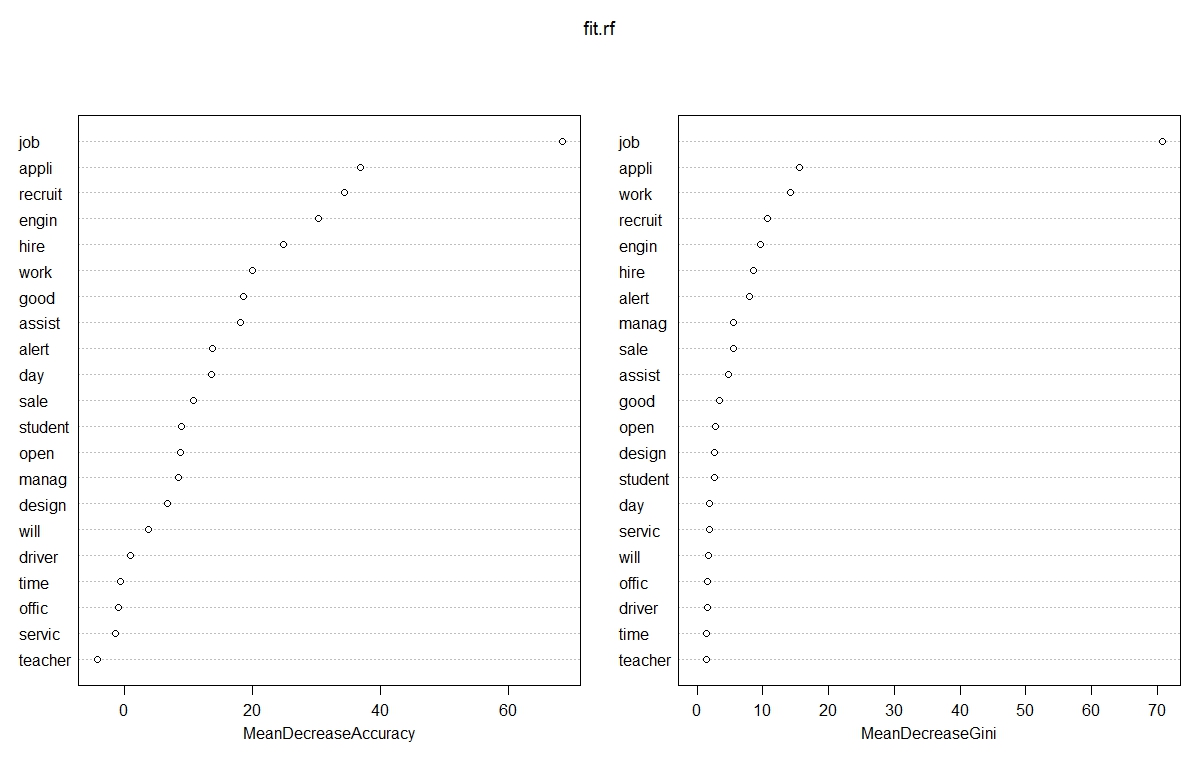 fit.rf
job
appli
recruit
engin
hire
work
good
assist
alert
day
sale
student
open
manag
design
will
driver
time
offic
servic
teacher
0 20 40 60
MeanDecreaseAccuracy
job
appli
work
recruit
engin
hire
alert
manag
sale
assist
good
open
design
student
day
servic
will
offic
driver
time
teacher
0 10 20 30 40 50 60 70
MeanDecreaseGini